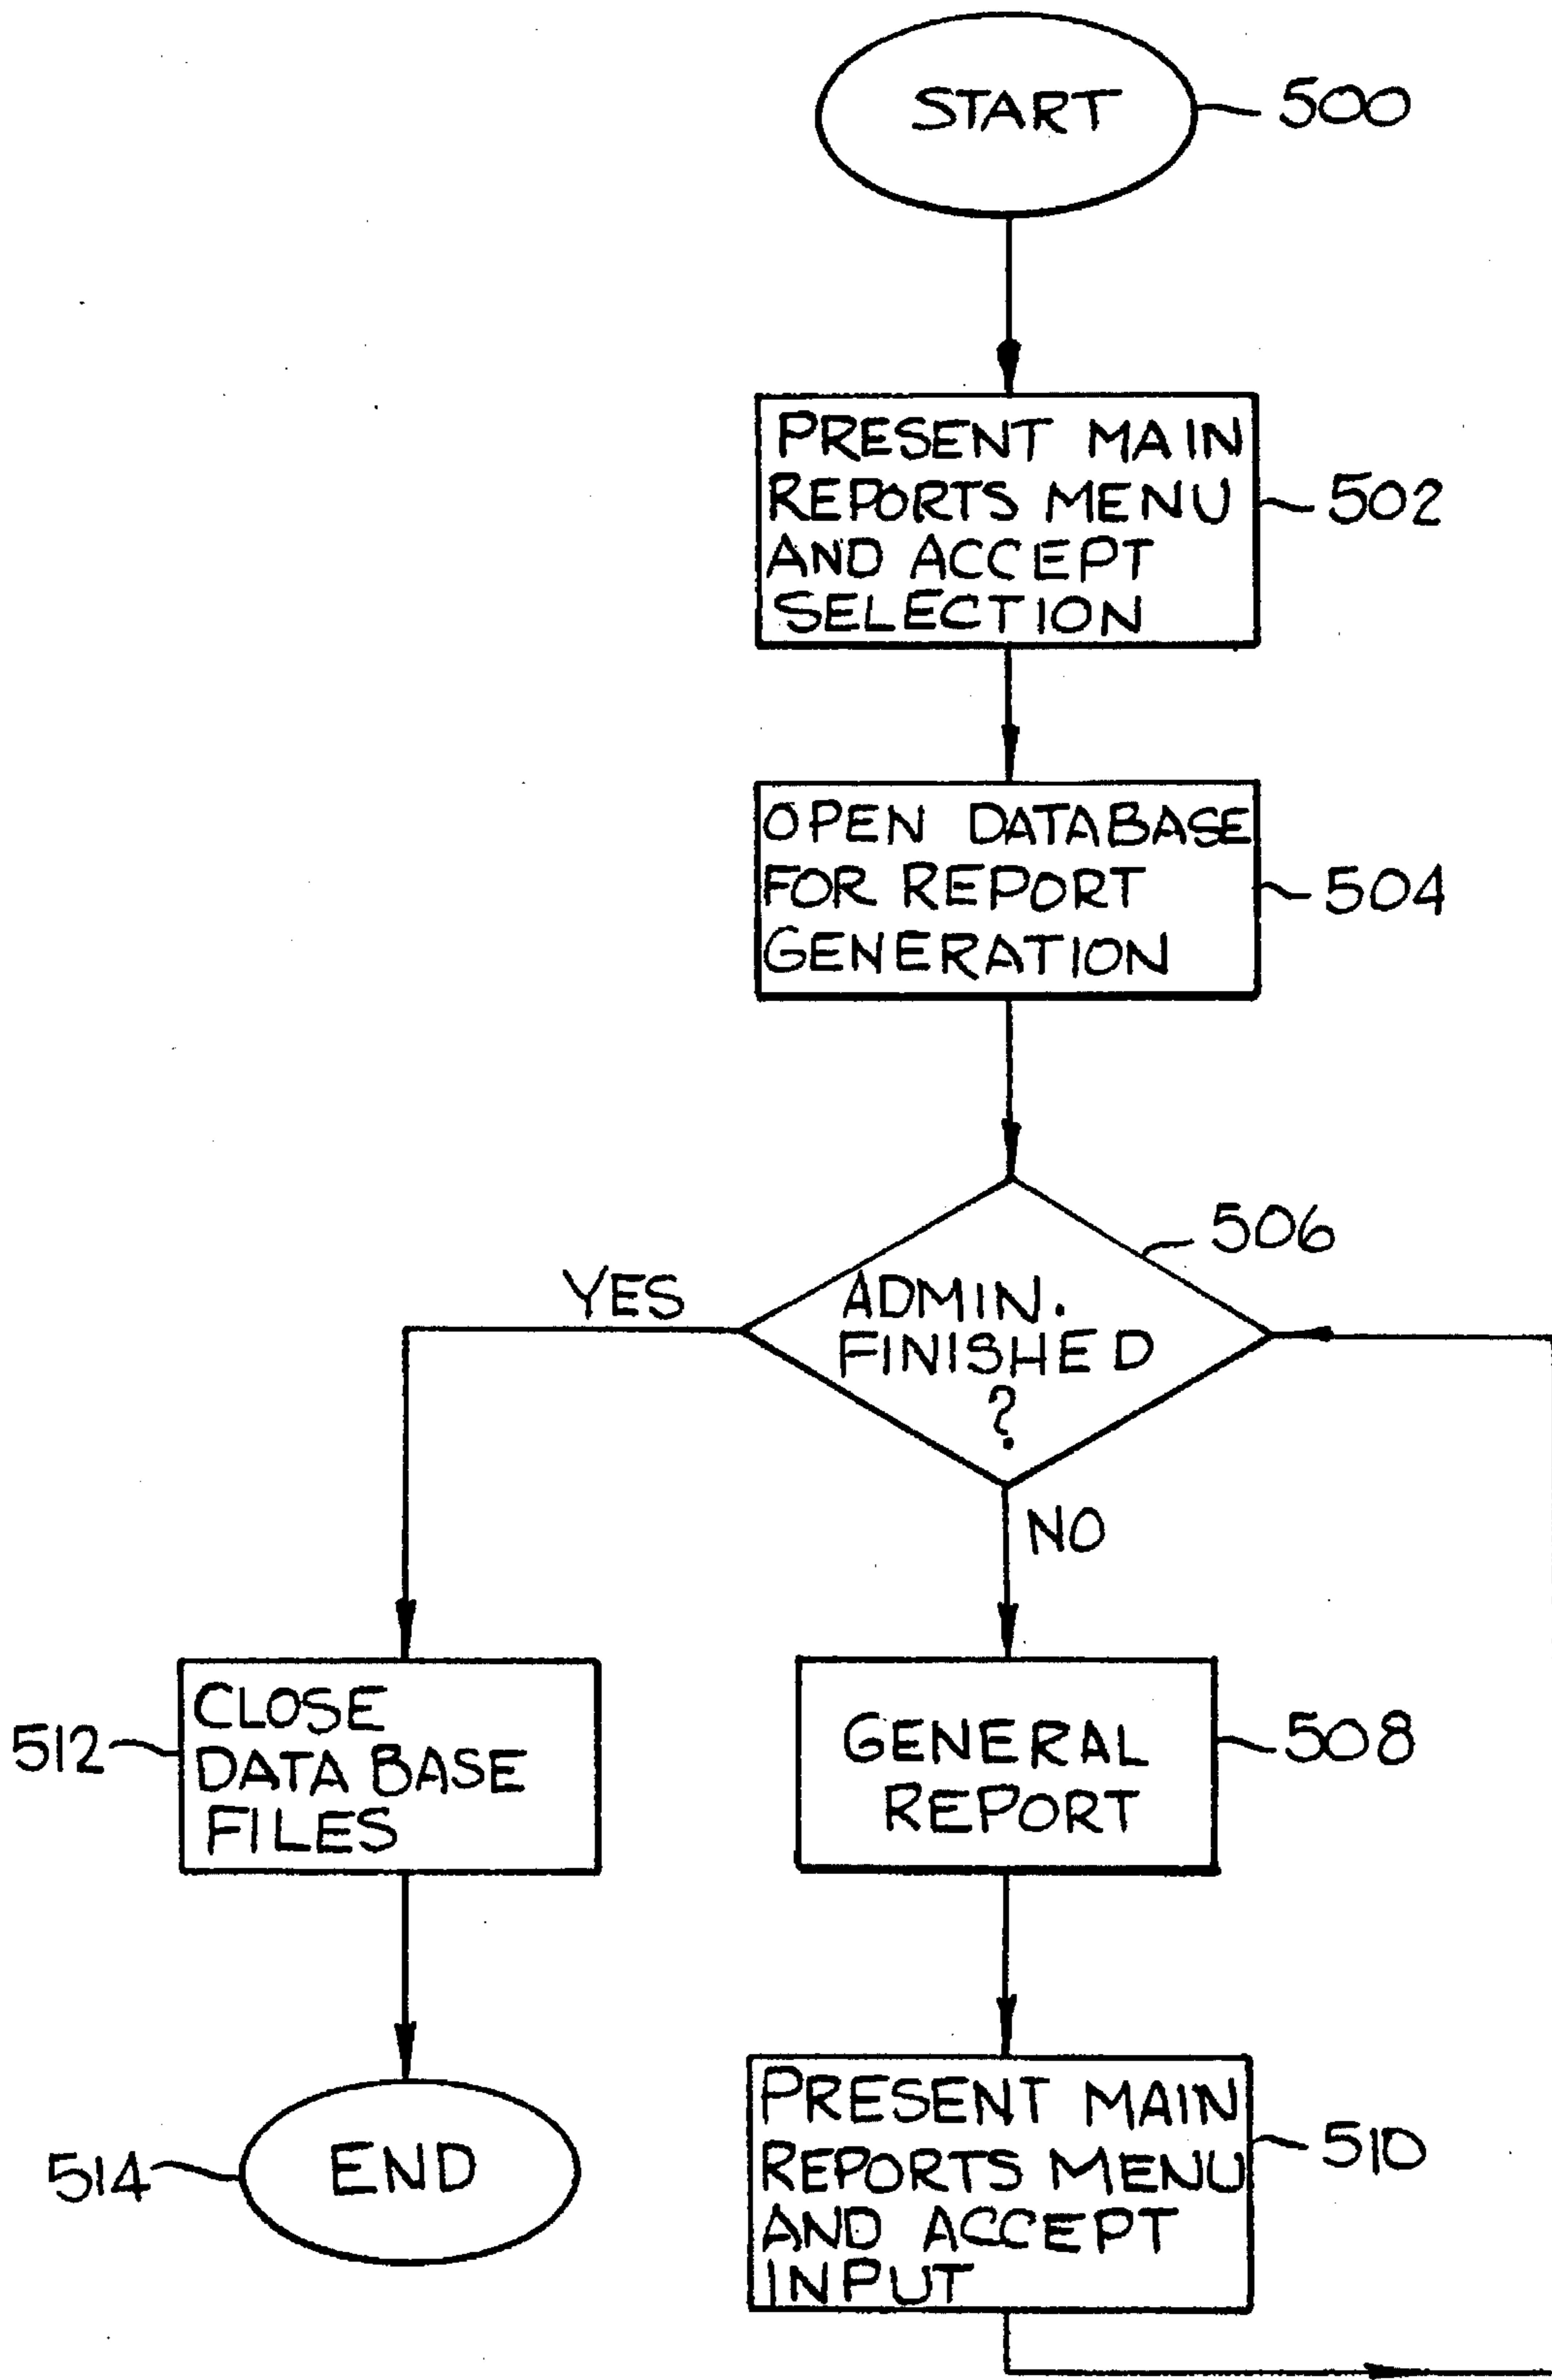 START
500
PRESENT MAIN
REPORTS MENU
AND ACCEPT
SELECTION
502
OPEN DATABASE
FOR REPORT
GENERATION
504
506
YES
ADMIN.
FINISHED
?
NO
CLOSE
DATA BASE
FILES
512
GENERAL
REPORT
508
PRESENT MAIN
REPORTS MENU
AND ACCEPT
INPUT
510
END
514